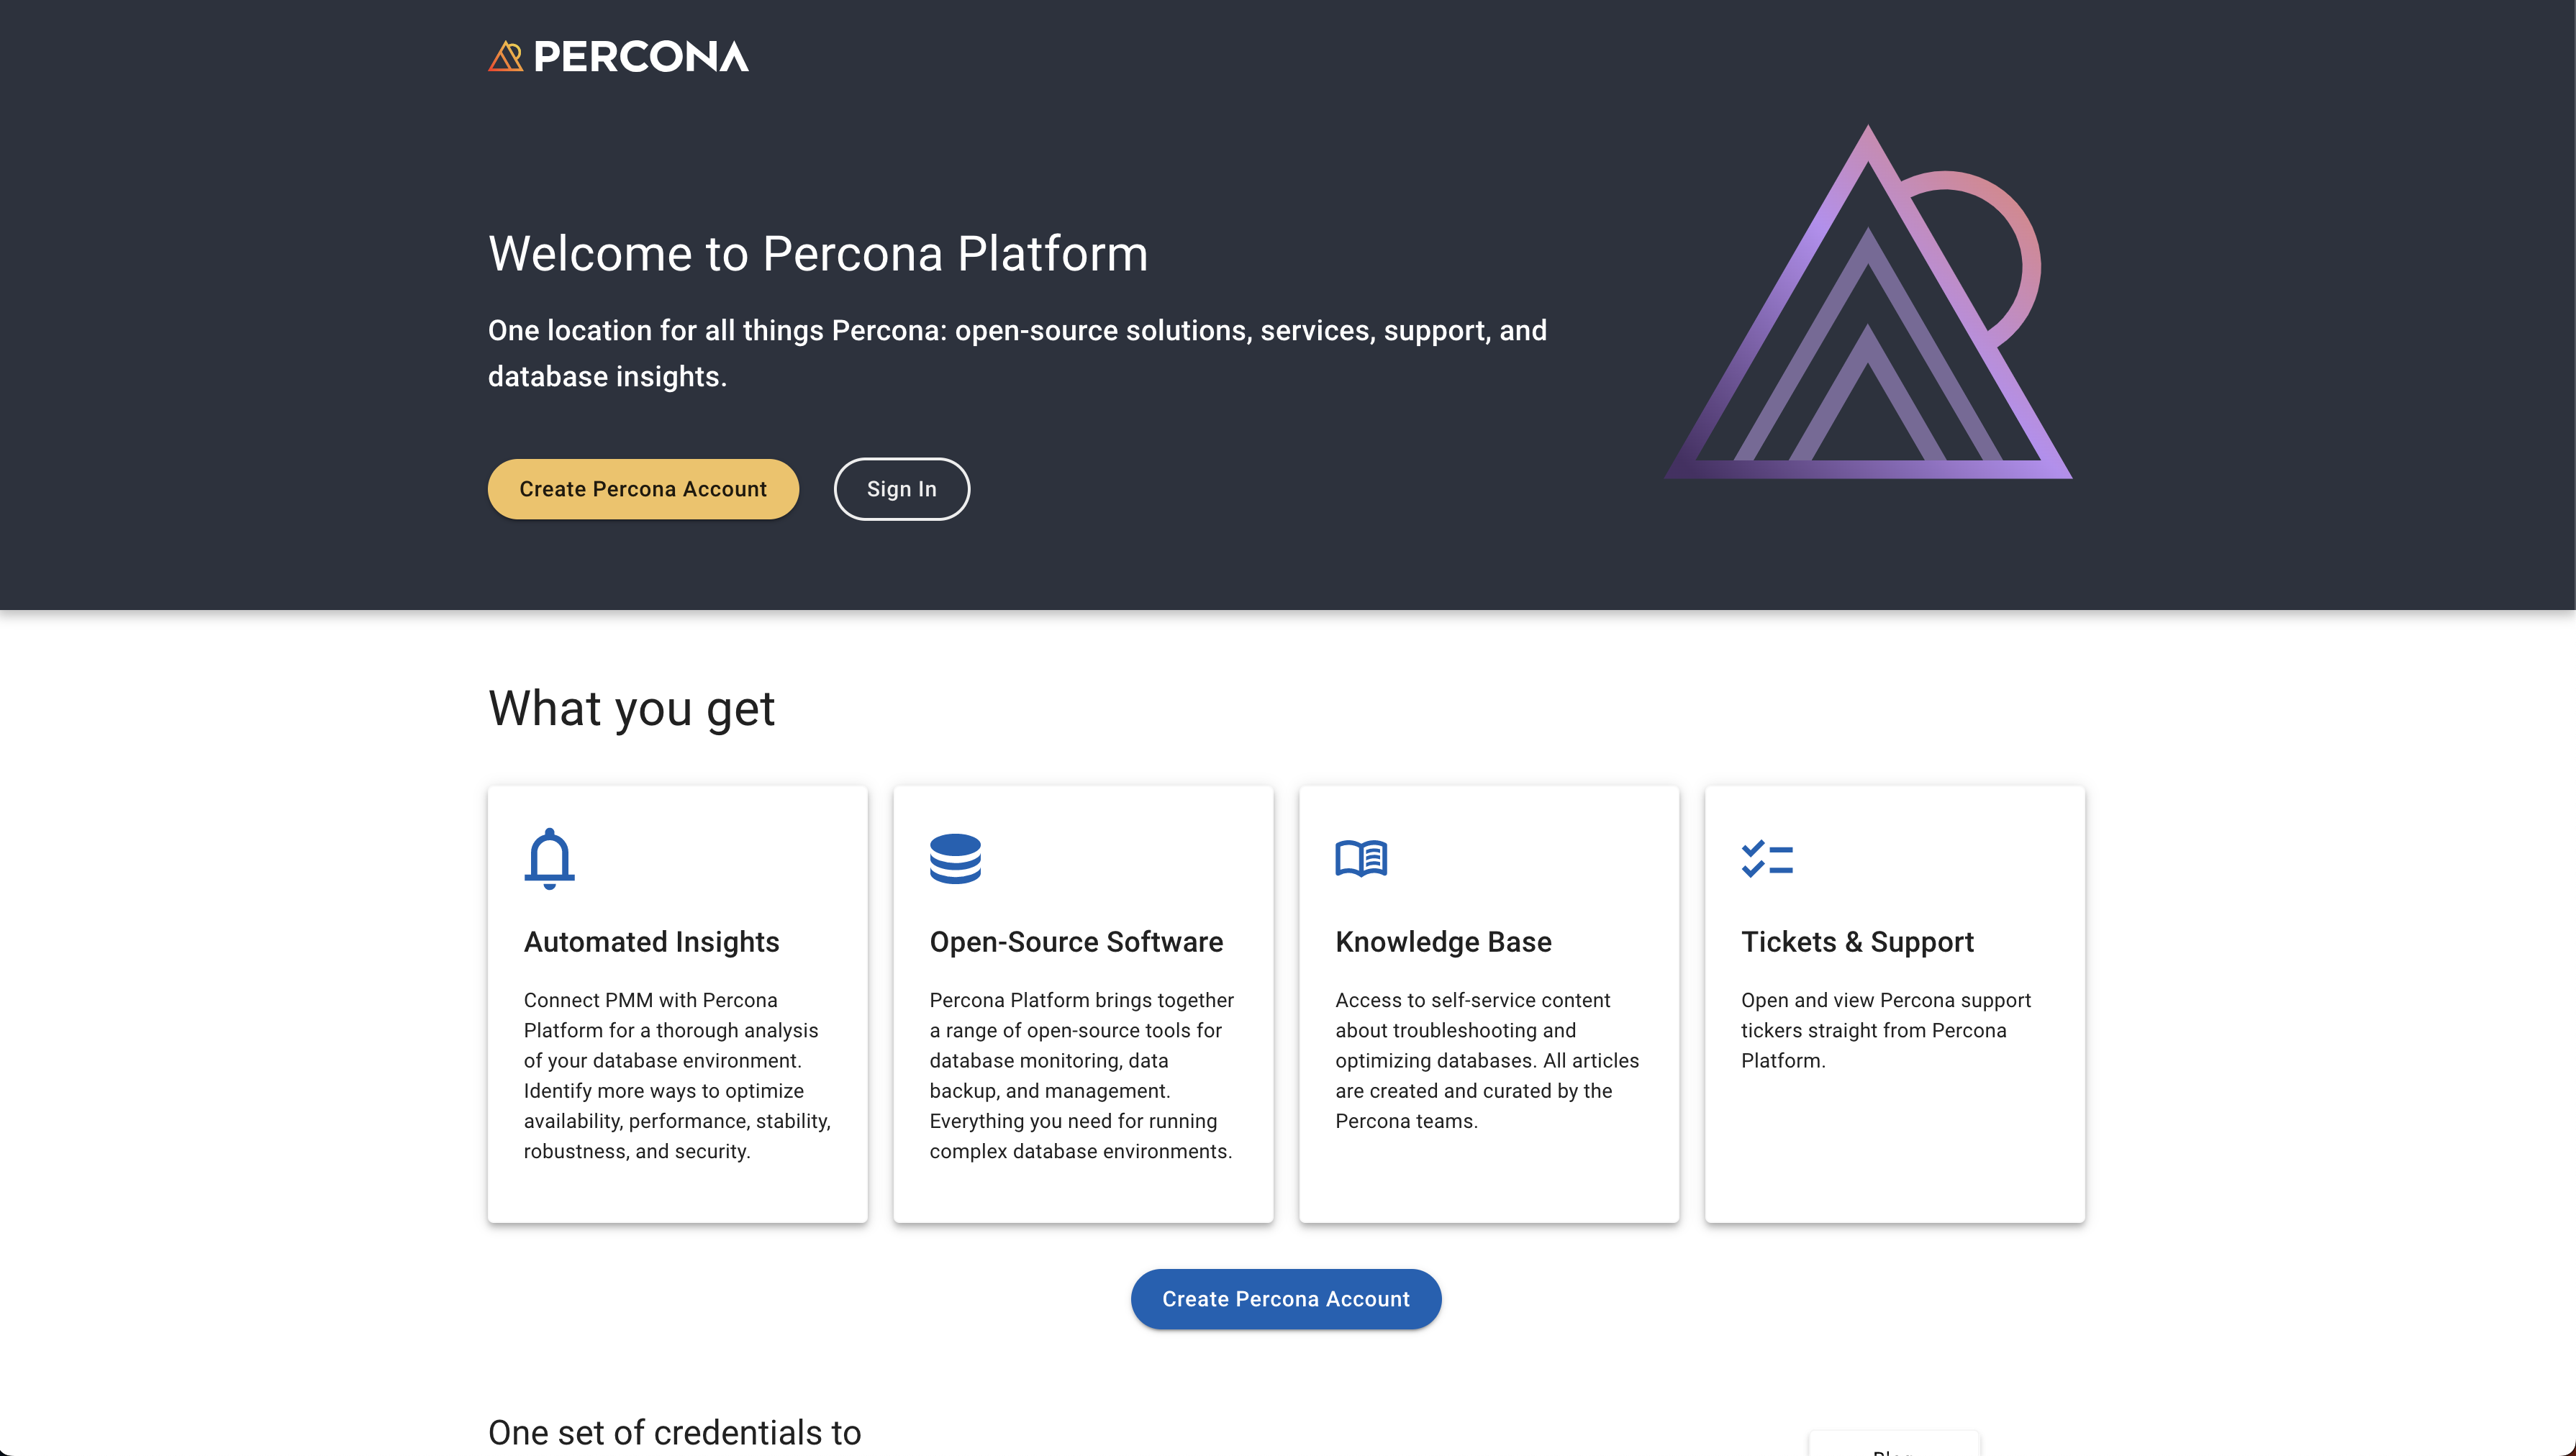 PERCONA
Welcome to Percona Platform
One location for all things Percona: open-source solutions, services, support, and
database insights.
Create Percona Account
Sign In
What you get
Automated Insights
Connect PMM with Percona
Platform for a thorough analysis
of your database environment.
Identify more ways to optimize
availability, performance, stability,
robustness, and security.
Open-Source Software
Percona Platform brings together
a range of open-source tools for
database monitoring, data
backup, and management.
Everything you need for running
complex database environments.
Knowledge Base
Access to self-service content
about troubleshooting and
optimizing databases. All articles
are created and curated by the
Percona teams.
Tickets & Support
Open and view Percona support
tickers straight from Percona
Platform.
Create Percona Account
One set of credentials to